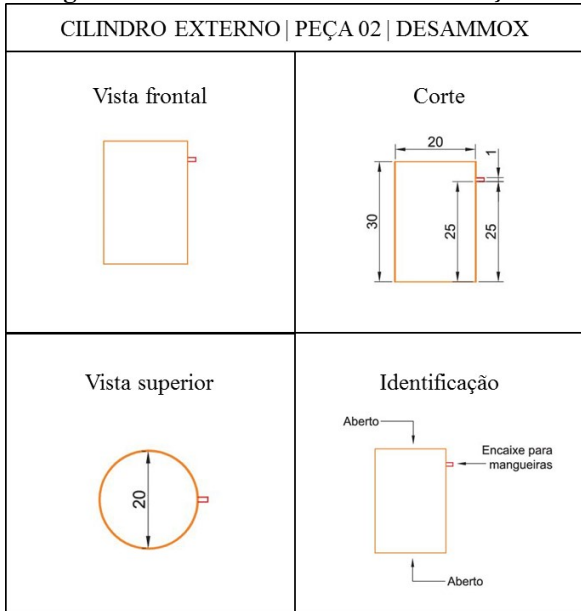 CILINDRO EXTERNO | PEÇA 02 | DESAMMOX
Vista frontal
Corte
20
1
30
25
25
Vista superior
20
Identificação
Aberto
Encaixe para
mangueiras
Aberto